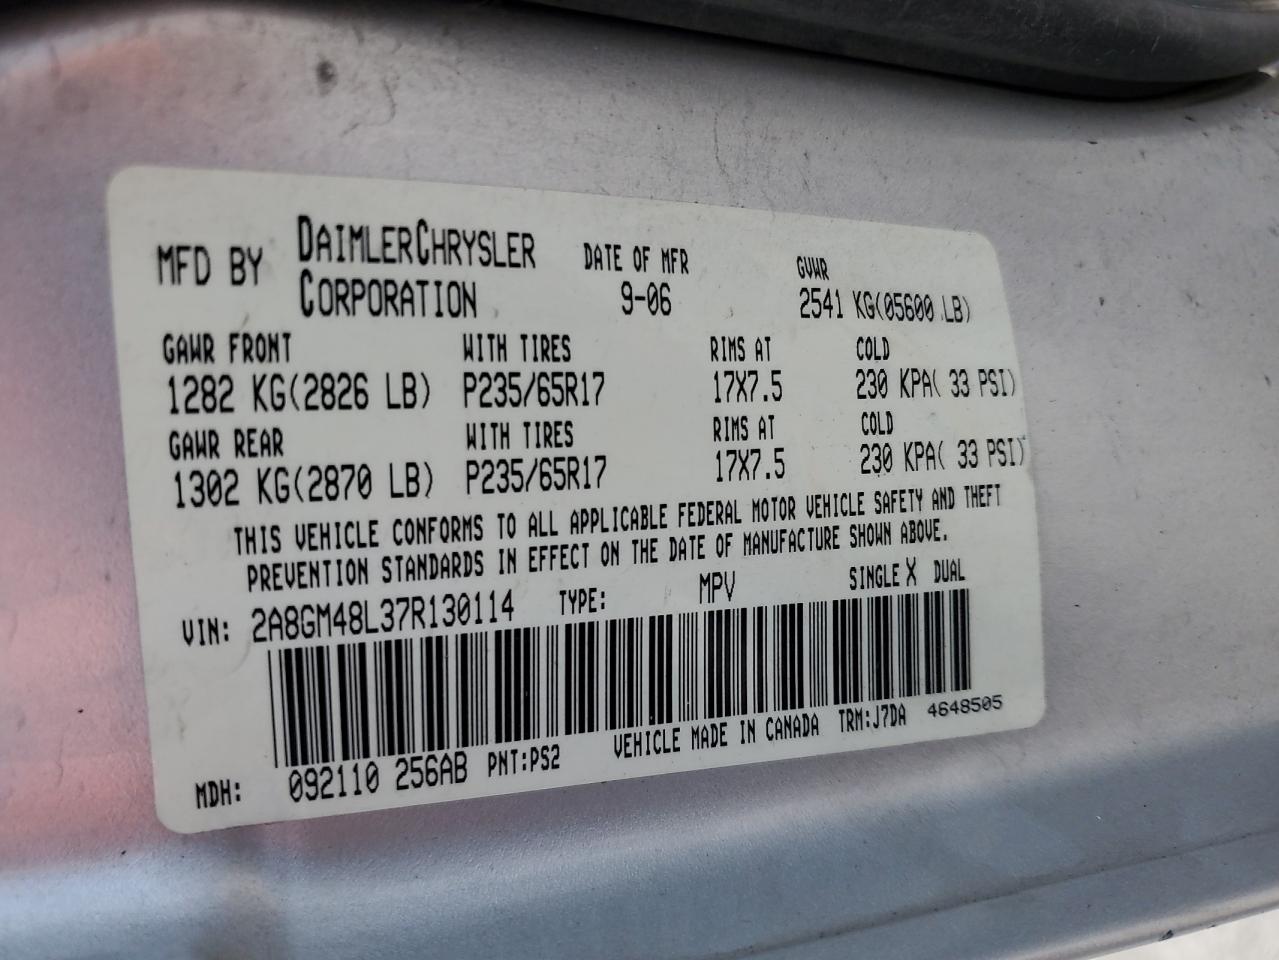 MFD BY DAIMLERCHRYSLER CORPORATION DATE OF MFR 9-06 GVWR 2541 KG(05600 LB)
GAWR FRONT WITH TIRES RIMS AT COLD
1282 KG(2826 LB) P235/65R17 17X7.5 230 KPA( 33 PSI)
GAWR REAR WITH TIRES RIMS AT COLD
1302 KG(2870 LB) P235/65R17 17X7.5 230 KPA( 33 PSI)
THIS VEHICLE CONFORMS TO ALL APPLICABLE FEDERAL MOTOR VEHICLE SAFETY AND THEFT
PREVENTION STANDARDS IN EFFECT ON THE DATE OF MANUFACTURE SHOWN ABOVE.
VIN: 2A8GM48L37R130114 TYPE: MPV SINGLE X DUAL
MDH: 092110 256AB PNT:PS2 VEHICLE MADE IN CANADA TRM:J7DA 4648505